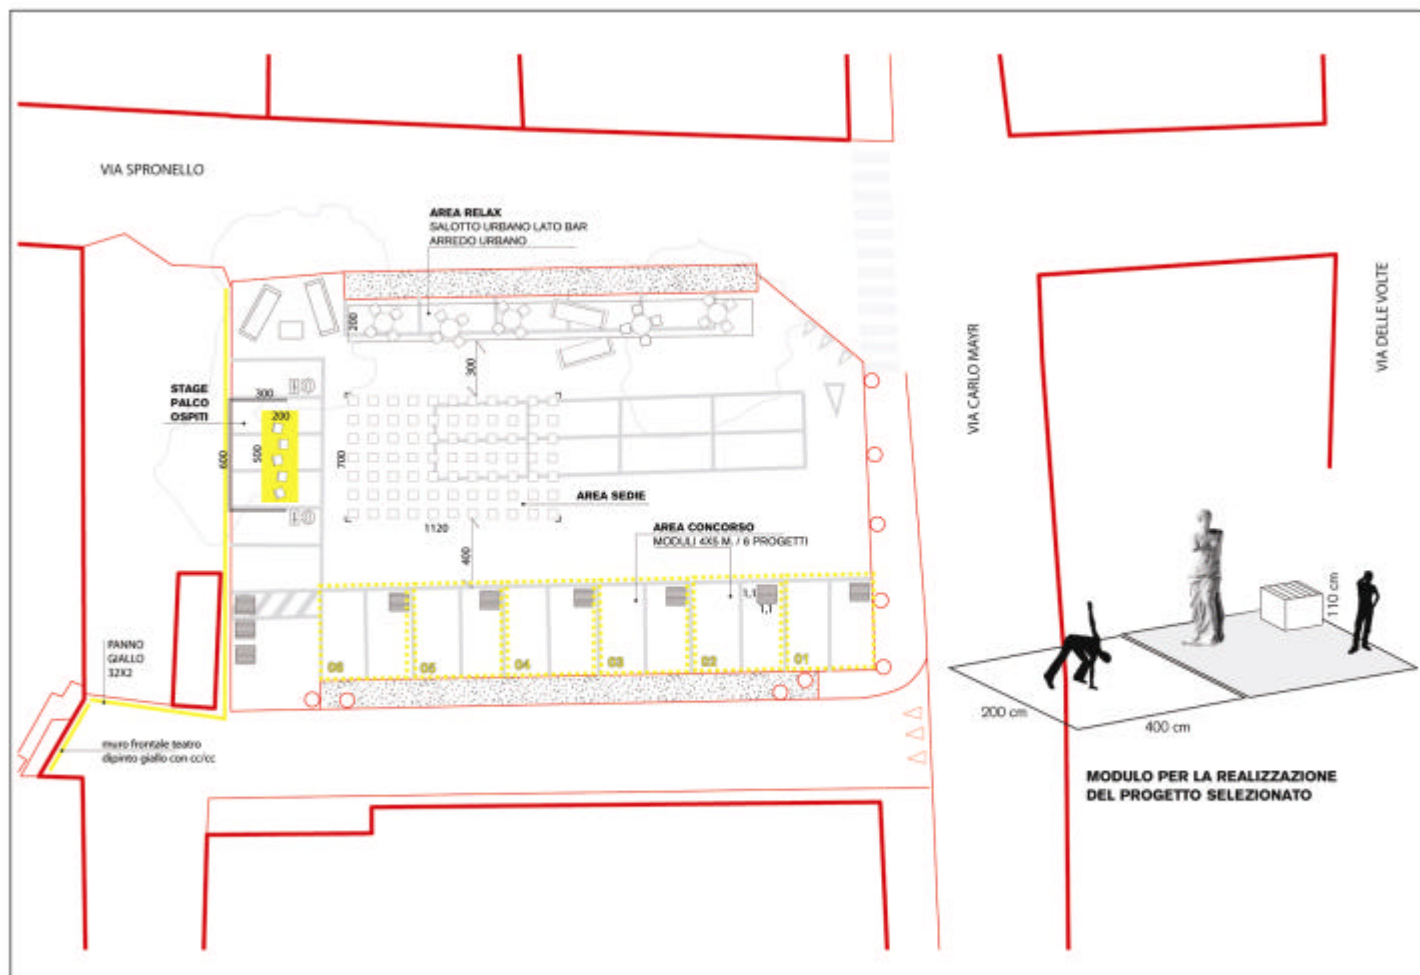 VIA SPRONELLO
AREA RELAX
SALOTTO URBANO LATO BAR
ARREDO URBANO
200
300
STAGE
PALCO
OSPITI
300
200
500
600
700
AREA SEDIE
1120
400
AREA CONCORSO
MODULI 4X5 M. / 6 PROGETTI
1,1
1,1
06
05
04
03
02
01
PANNO
GIALLO
32X2
muro frontale teatro
dipinto giallo con cc/cc
VIA CARLO MAYR
VIA DELLE VOLTE
110 cm
200 cm
400 cm
MODULO PER LA REALIZZAZIONE
DEL PROGETTO SELEZIONATO